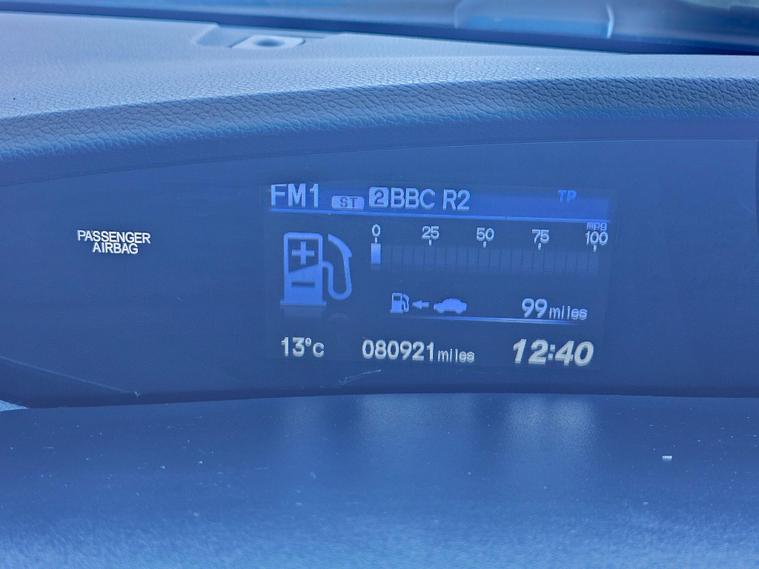 FM1 ST 2 BBC R2 TP
mpg
0 25 50 75 100
PASSENGER
AIRBAG
99 miles
13°C 080921 miles 12:40